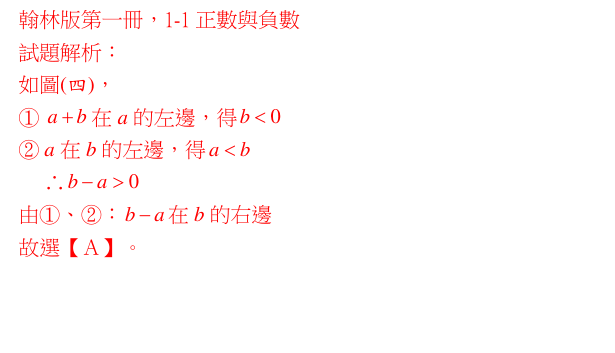 翰林版第一冊，1-1 正數與負數
試題解析：
如圖(四)，
① a+b 在 a 的左邊，得 b<0
② a 在 b 的左邊，得 a<b
∴b−a>0
由①、②：b−a 在 b 的右邊
故選【A】。